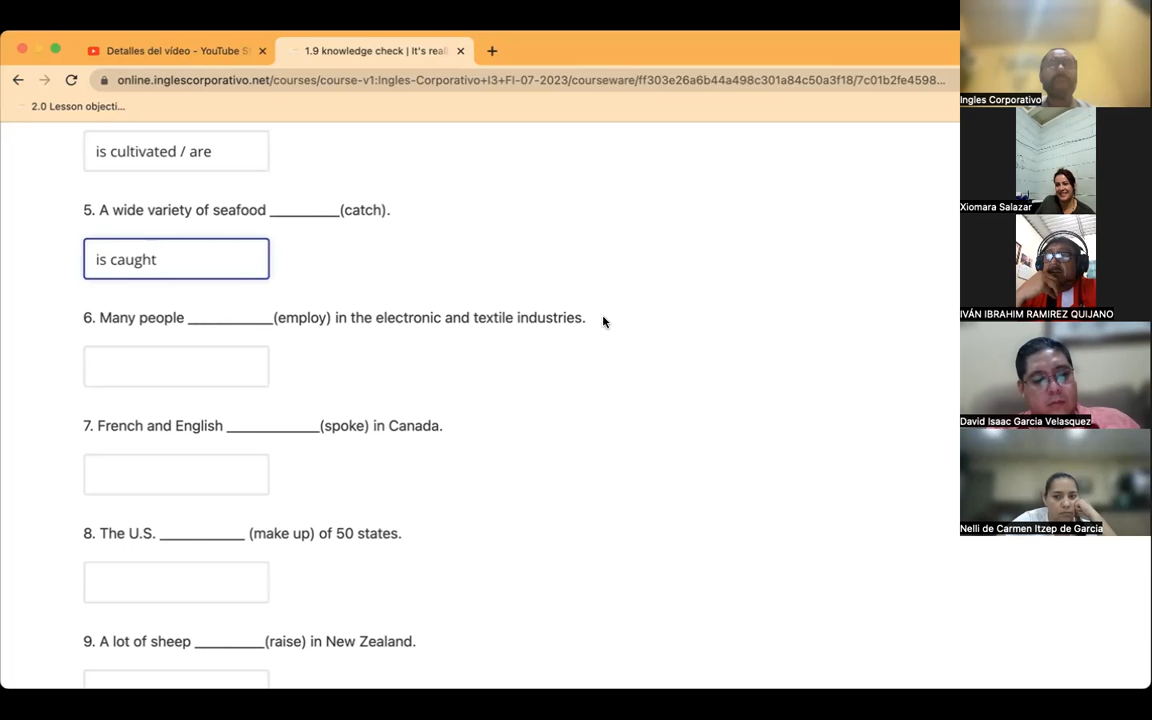 Detalles del vídeo - YouTube S
1.9 knowledge check | It's real
online.inglescorporativo.net/courses/course-v1:Ingles-Corporativo+I3+FI-07-2023/courseware/ff303e26a6b44a498c301a84c50a3f18/7c01b2fe4598...
2.0 Lesson objecti...
is cultivated / are
5. A wide variety of seafood _________(catch).
is caught
6. Many people ___________(employ) in the electronic and textile industries.
7. French and English ____________(spoke) in Canada.
8. The U.S. ___________ (make up) of 50 states.
9. A lot of sheep _________(raise) in New Zealand.
Ingles Corporativo
Xiomara Salazar
IVÁN IBRAHIM RAMIREZ QUIJANO
David Isaac Garcia Velasquez
Nelli de Carmen Itzep de Garcia